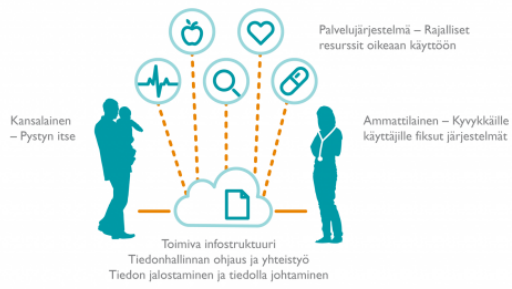 Palvelujärjestelmä – Rajalliset
resurssit oikeaan käyttöön
Kansalainen
– Pystyn itse
Ammattilainen – Kyvykkäille
käyttäjille fiksut järjestelmät
Toimiva infostruktuuri
Tiedonhallinnan ohjaus ja yhteistyö
Tiedon jalostaminen ja tiedolla johtaminen